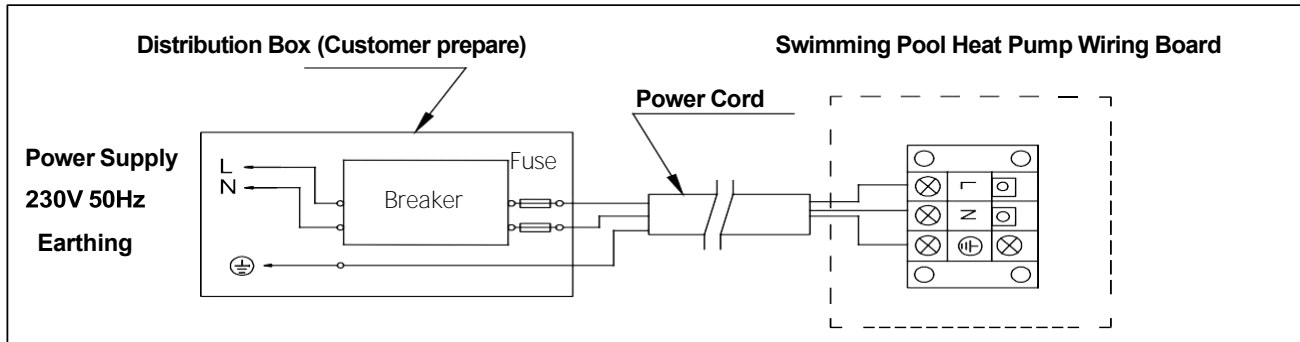 Distribution Box (Customer prepare)
Swimming Pool Heat Pump Wiring Board
Power Cord
Power Supply
230V 50Hz
Earthing
L
N
Breaker
Fuse
L
N